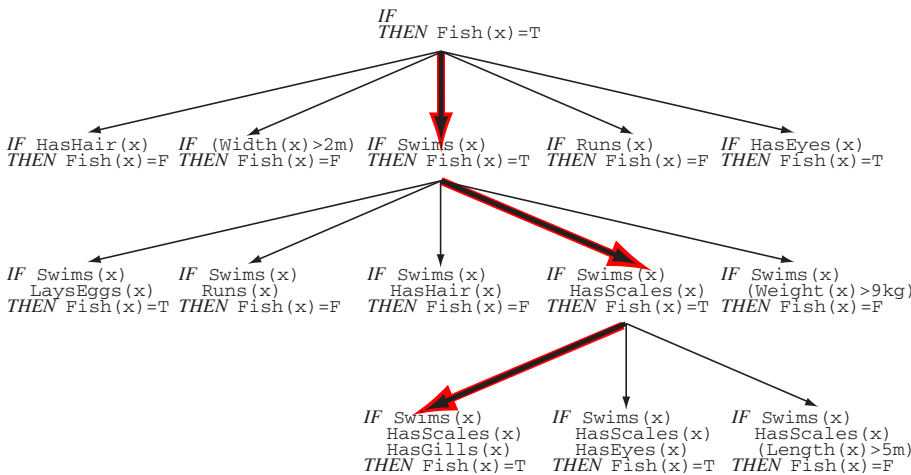 IF
THEN Fish(x)=T
IF HasHair(x)
THEN Fish(x)=F
IF (Width(x)>2m)
THEN Fish(x)=F
IF Swims(x)
THEN Fish(x)=T
IF Runs(x)
THEN Fish(x)=F
IF HasEyes(x)
THEN Fish(x)=T
IF Swims(x)
LaysEggs(x)
THEN Fish(x)=T
IF Swims(x)
Runs(x)
THEN Fish(x)=F
IF Swims(x)
HasHair(x)
THEN Fish(x)=F
IF Swims(x)
HasScales(x)
THEN Fish(x)=T
IF Swims(x)
(Weight(x)>9kg)
THEN Fish(x)=F
IF Swims(x)
HasScales(x)
HasGills(x)
THEN Fish(x)=T
IF Swims(x)
HasScales(x)
HasEyes(x)
THEN Fish(x)=T
IF Swims(x)
HasScales(x)
(Length(x)>5m)
THEN Fish(x)=F